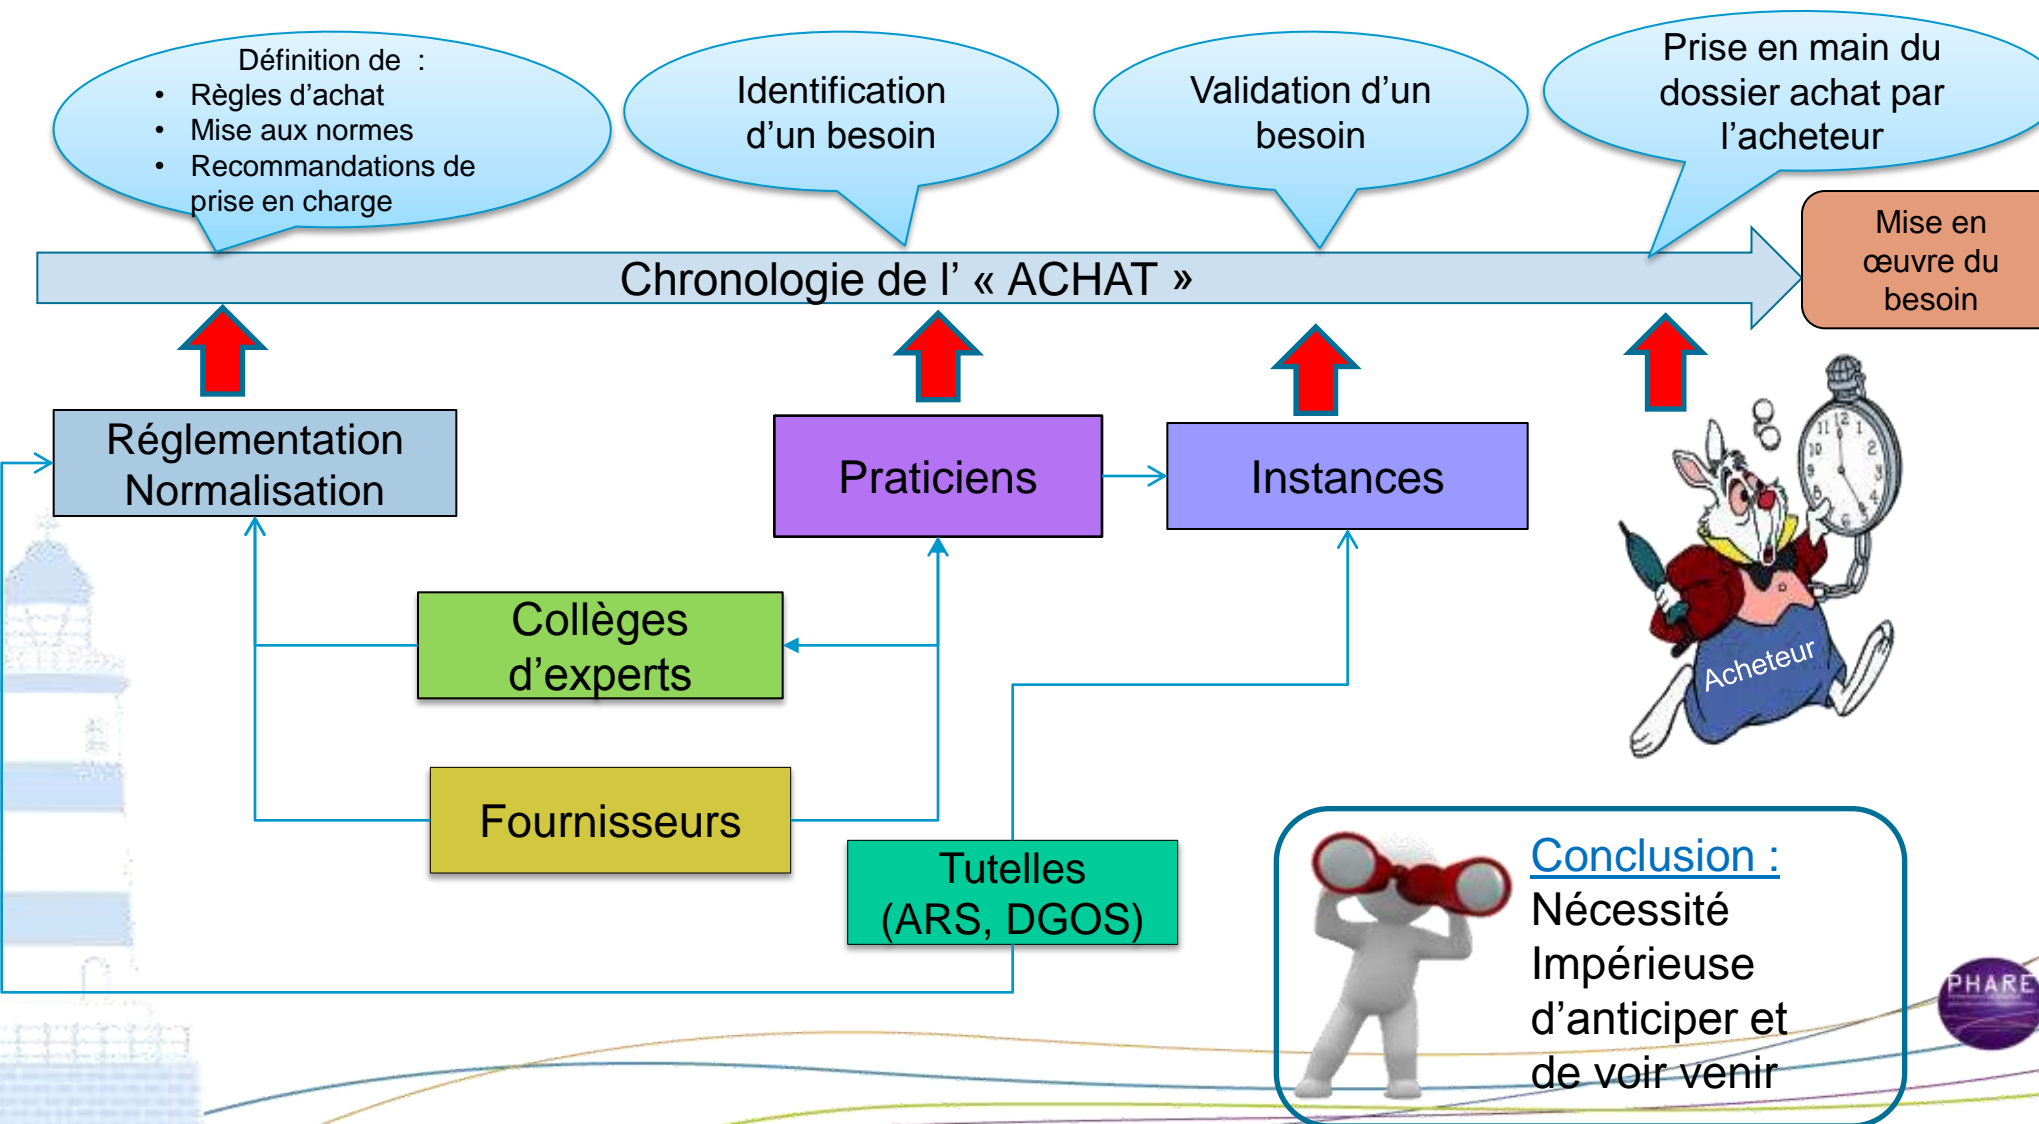 Définition de :
• Règles d'achat
• Mise aux normes
• Recommandations de
prise en charge
Identification
d'un besoin
Validation d'un
besoin
Prise en main du
dossier achat par
l'acheteur
Chronologie de l' « ACHAT »
Mise en
œuvre du
besoin
Réglementation
Normalisation
Praticiens
Instances
Collèges
d'experts
Acheteur
Fournisseurs
Tutelles
(ARS, DGOS)
Conclusion :
Nécessité
Impérieuse
d'anticiper et
de voir venir
PHARE